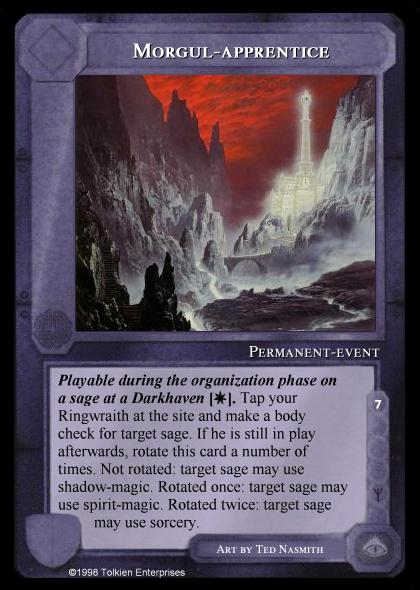 Morgul-apprentice
Permanent-event
Playable during the organization phase on
a sage at a Darkhaven [✷]. Tap your
Ringwraith at the site and make a body
check for target sage. If he is still in play
afterwards, rotate this card a number of
times. Not rotated: target sage may use
shadow-magic. Rotated once: target sage may
use spirit-magic. Rotated twice: target sage
may use sorcery.
7
Art by Ted Nasmith
©1998 Tolkien Enterprises